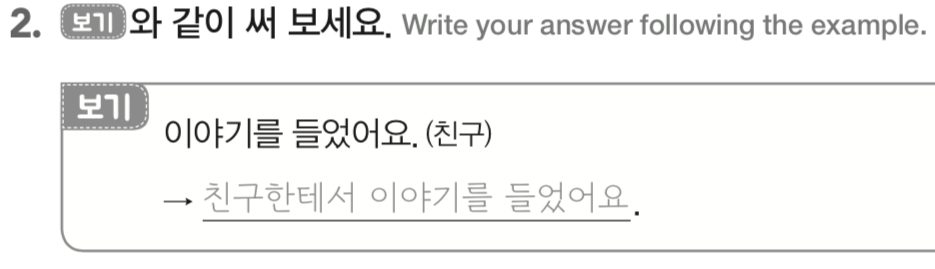 2. 보기 와 같이 써 보세요. Write your answer following the example.
보기
이야기를 들었어요. (친구)
→ 친구한테서 이야기를 들었어요.